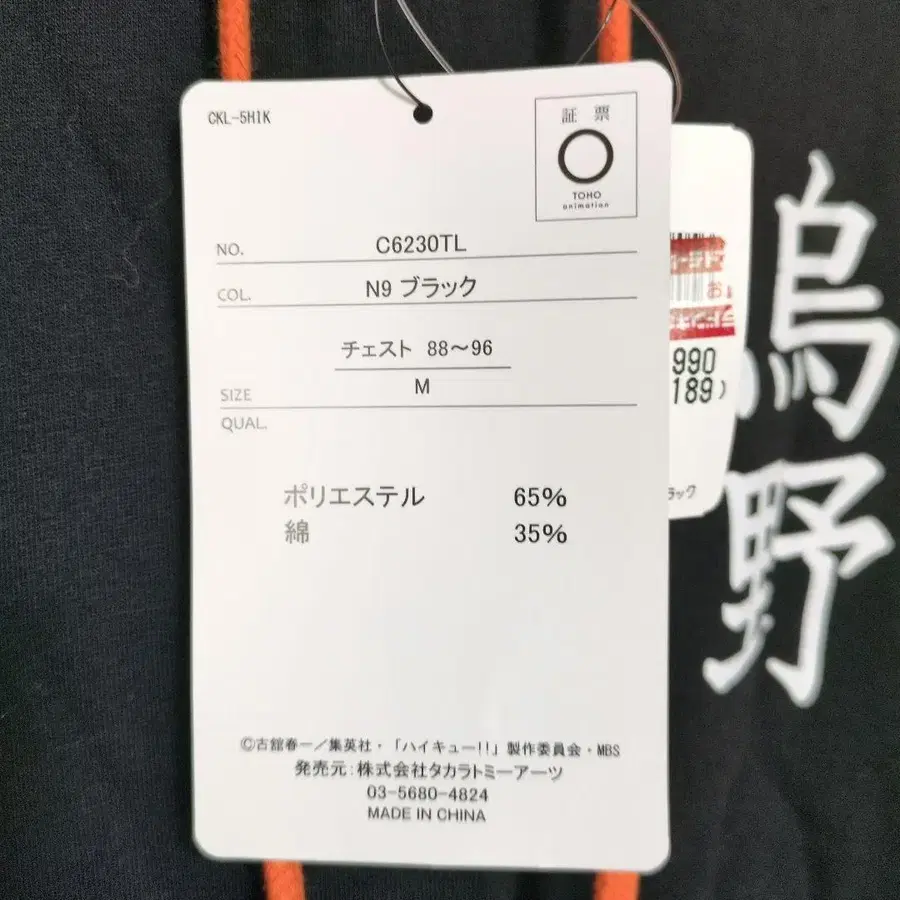 CKL-5H1K
証 票
TOHO
animation
NO. C6230TL
COL. N9 ブラック
チェスト 88～96
SIZE M
QUAL.
ポリエステル 65%
綿 35%
©古舘春一／集英社・「ハイキュー!!」製作委員会・MBS
発売元：株式会社タカラトミーアーツ
03-5680-4824
MADE IN CHINA
990
189)
ラック
烏野